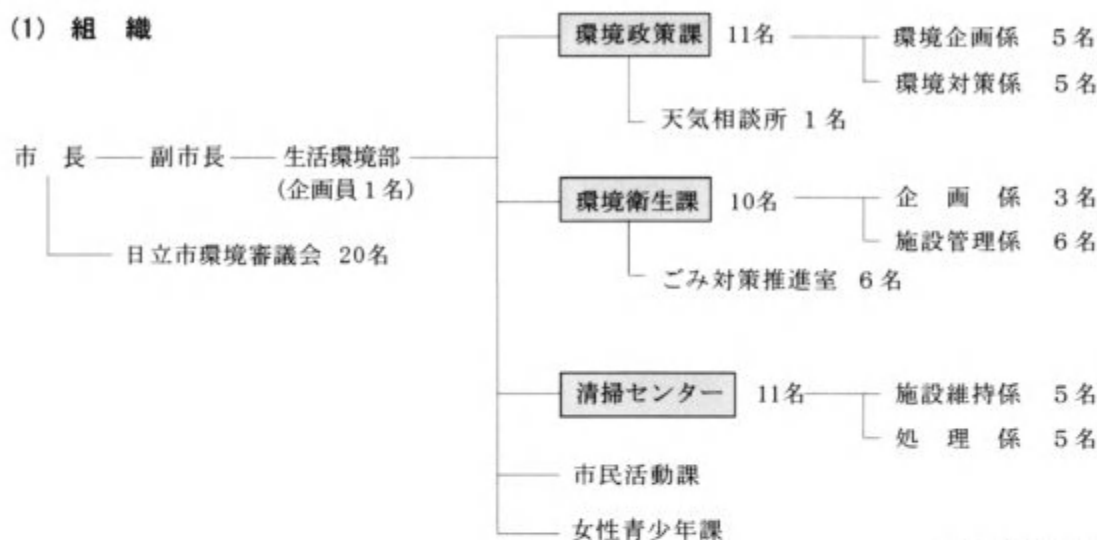 (1) 組 織
環境政策課 11名
環境企画係 5名
環境対策係 5名
天気相談所 1名
市 長 副市長 生活環境部
(企画員1名)
環境衛生課 10名
企 画 係 3名
施設管理係 6名
日立市環境審議会 20名
ごみ対策推進室 6名
清掃センター 11名
施設維持係 5名
処 理 係 5名
市民活動課
女性青少年課